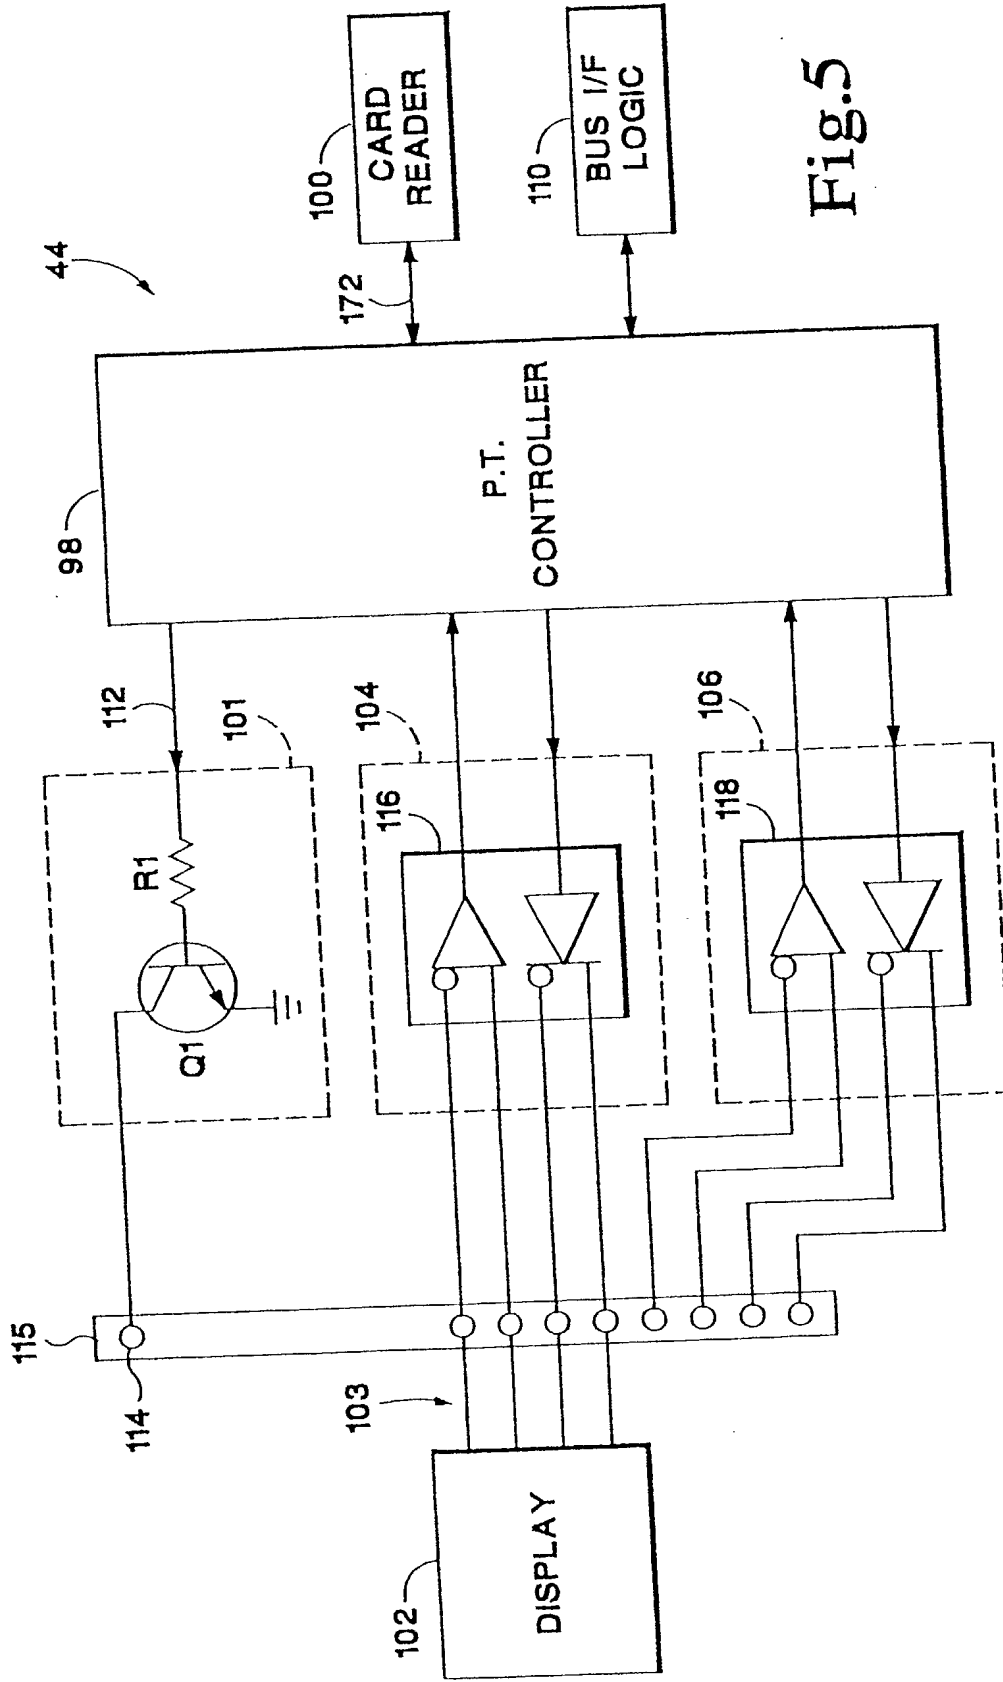 44
98
112
101
R1
Q1
115
114
172
100
CARD
READER
104
116
P.T.
CONTROLLER
103
110
BUS I/F
LOGIC
106
118
102
DISPLAY
Fig.5